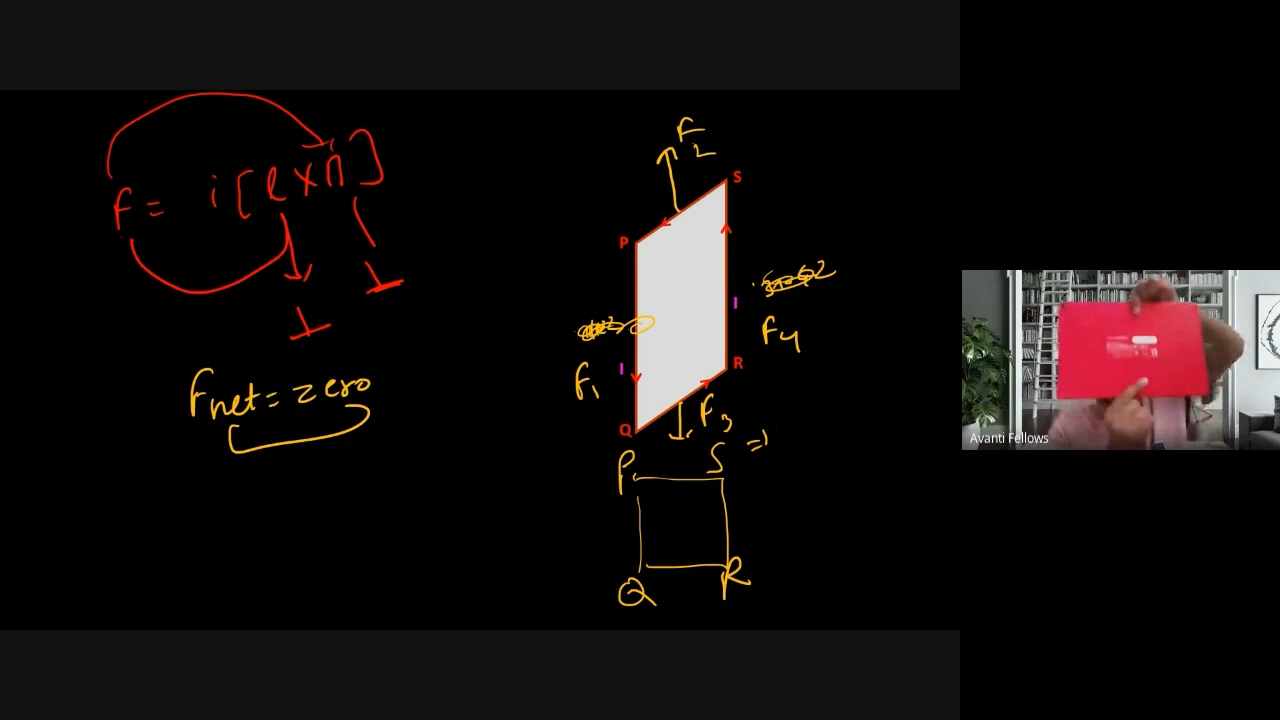 F = i [ l × B ]
⊥
⊥
Fnet = zero
F2
S
P
I
F4
I
F1
R
F3
Q
P S =)
Q R
Avanti Fellows